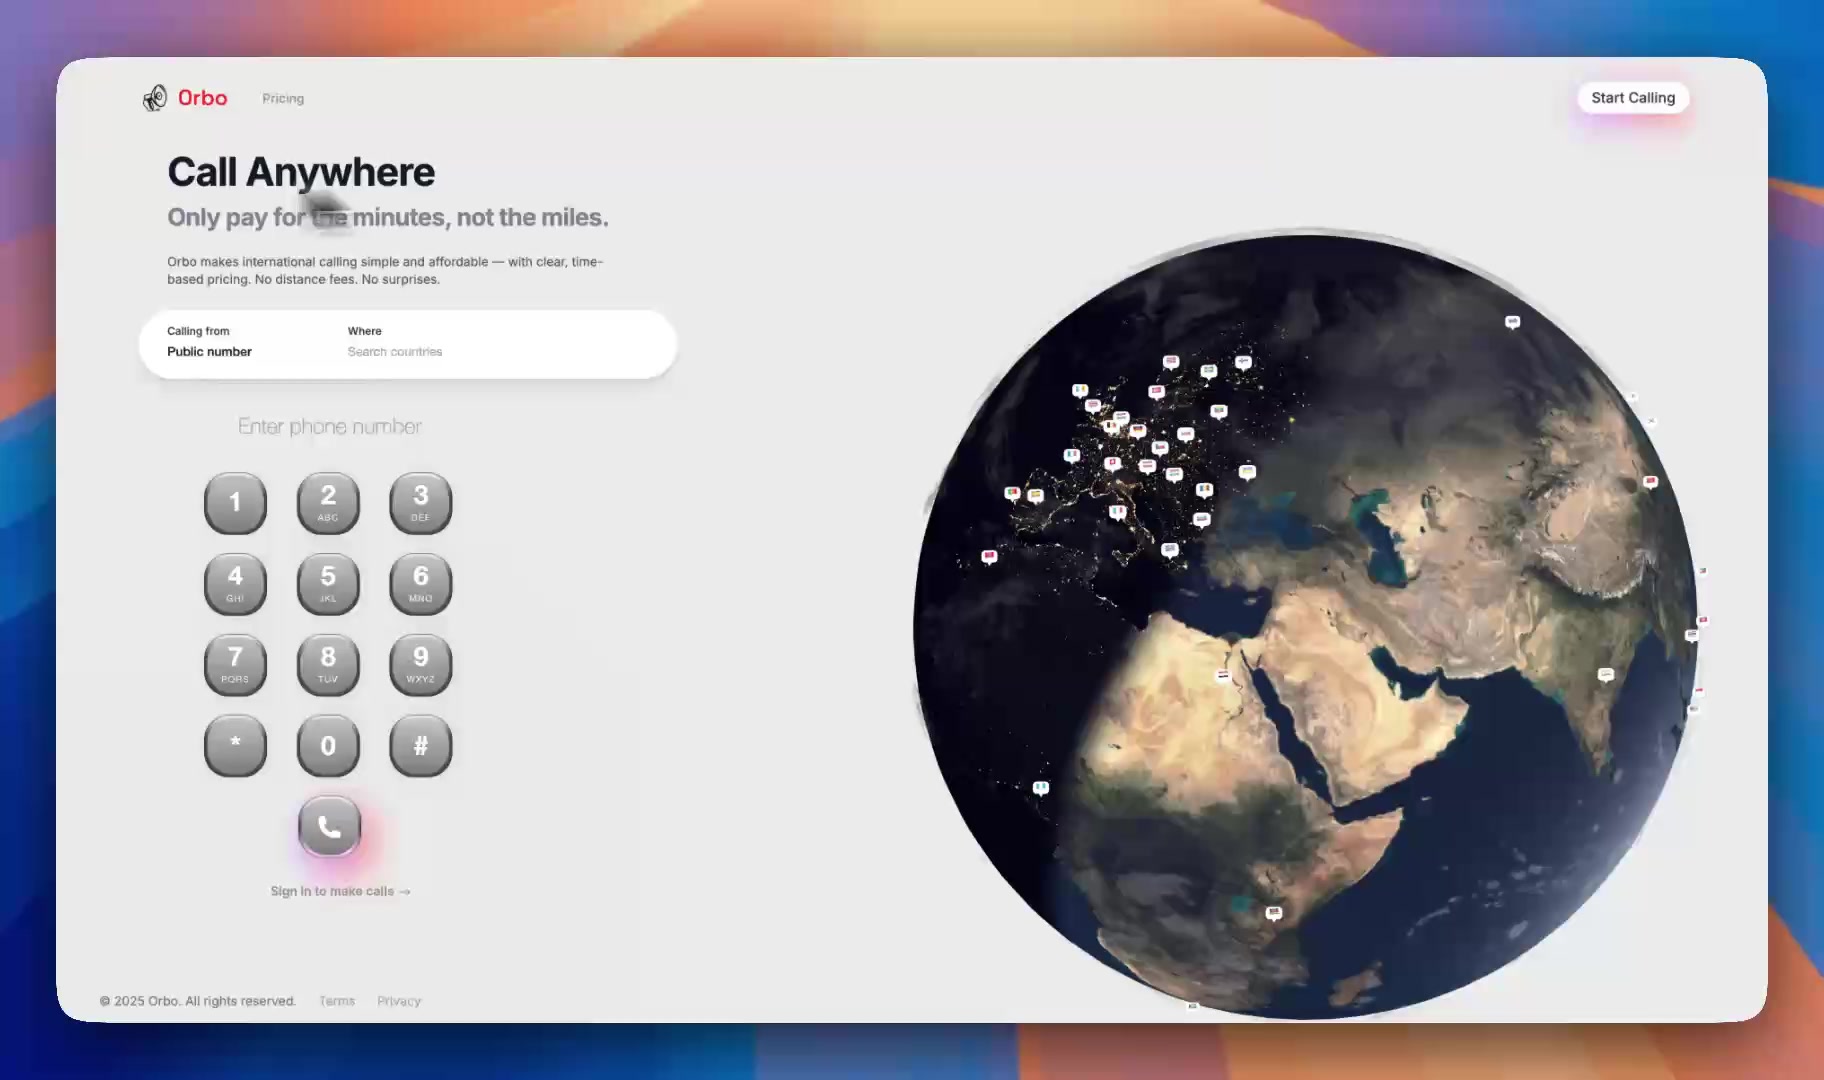 Orbo
Pricing
Start Calling
Call Anywhere
Only pay for the minutes, not the miles.
Orbo makes international calling simple and affordable — with clear, time-
based pricing. No distance fees. No surprises.
Calling from
Where
Public number
Search countries
Enter phone number
1
2
3
ABC
DEF
4
5
6
GHI
JKL
MNO
7
8
9
PQRS
TUV
WXYZ
*
0
#
Sign in to make calls →
© 2025 Orbo. All rights reserved.
Terms
Privacy